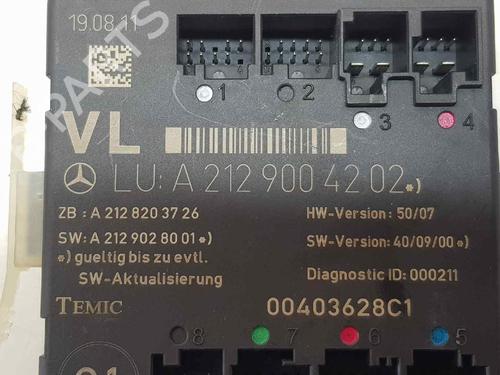 19.08.11
PARTS
1
2
3
4
VL
LU: A 212 900 42 02 *)
ZB : A 212 820 37 26
HW-Version: 50/07
SW: A 212 902 80 01 *)
SW-Version: 40/09/00 *)
*) gueltig bis zu evtl.
SW-Aktualisierung
Diagnostic ID: 000211
TEMIC
00403628C1
8
7
6
5